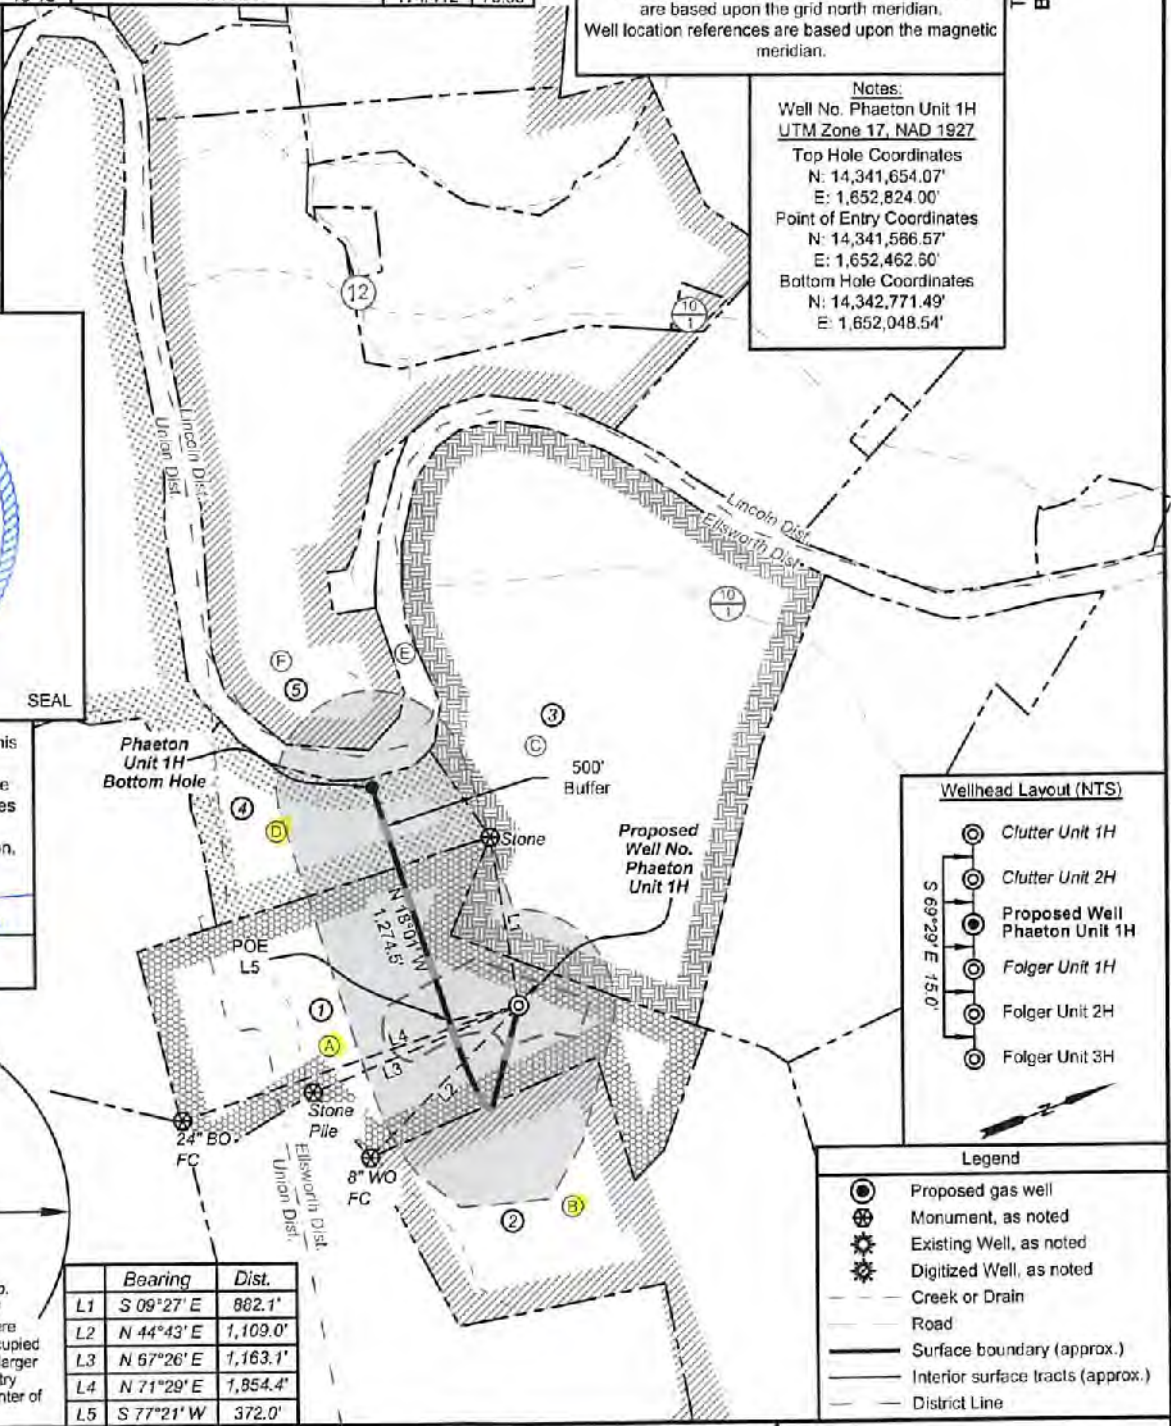 are based upon the grid north meridian.
Well location references are based upon the magnetic
meridian.
Notes:
Well No. Phaeton Unit 1H
UTM Zone 17, NAD 1927
Top Hole Coordinates
N: 14,341,654.07'
E: 1,652,824.00'
Point of Entry Coordinates
N: 14,341,566.57'
E: 1,652,462.60'
Bottom Hole Coordinates
N: 14,342,771.49'
E: 1,652,048.54'
12
10
1
Lincoln Dist.
Union Dist.
Lincoln Dist.
Ellsworth Dist.
10
1
SEAL
F
5
E
3
C
Phaeton
Unit 1H
Bottom Hole
500'
Buffer
4
D
Stone
Proposed
Well No.
Phaeton
Unit 1H
L1
N 18°01' W
1,274.5'
POE
L5
1
A
L4
L3
L2
Stone
Pile
24" BO
FC
8" WO
FC
Ellsworth Dist.
Union Dist.
2
B
Wellhead Layout (NTS)
Clutter Unit 1H
Clutter Unit 2H
Proposed Well
Phaeton Unit 1H
Folger Unit 1H
Folger Unit 2H
Folger Unit 3H
S 69°29' E 15.0'
N
Legend
Proposed gas well
Monument, as noted
Existing Well, as noted
Digitized Well, as noted
Creek or Drain
Road
Surface boundary (approx.)
Interior surface tracts (approx.)
District Line
Bearing Dist.
L1 S 09°27' E 882.1'
L2 N 44°43' E 1,109.0'
L3 N 67°26' E 1,163.1'
L4 N 71°29' E 1,854.4'
L5 S 77°21' W 372.0'